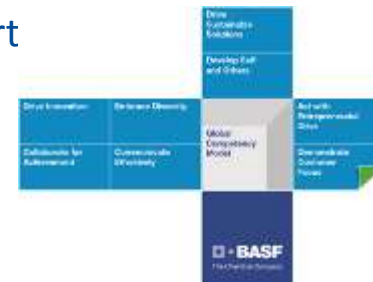 rt
Drive
Sustainable
Solutions
Develop Self
and Others
Drive Innovation
Embrace Diversity
Collaborate for
Achievement
Communicate
Effectively
Global
Competency
Model
Act with
Entrepreneurial
Drive
Demonstrate
Customer
Focus
BASF
The Chemical Company